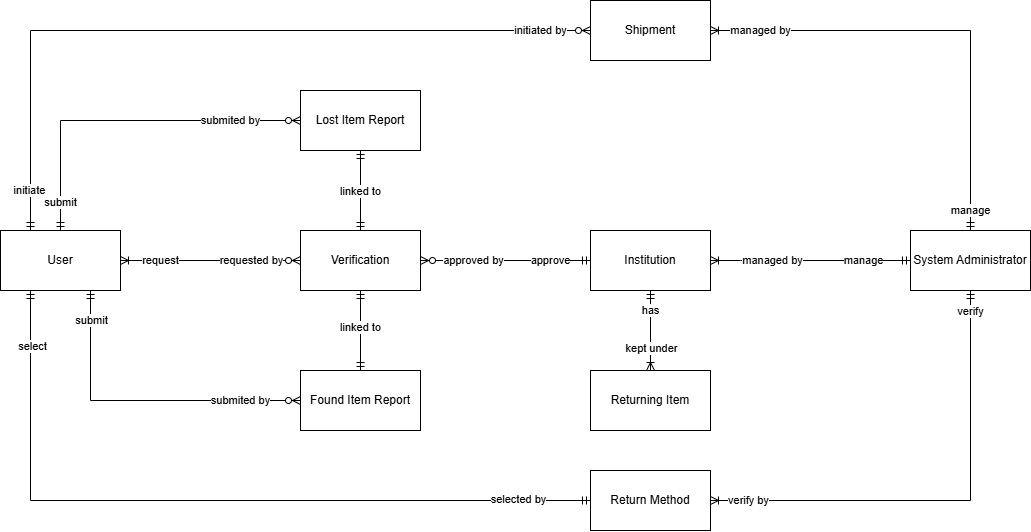 Shipment
initiated by
managed by
Lost Item Report
submited by
initiate
submit
linked to
manage
User
request
requested by
Verification
approved by
approve
Institution
managed by
manage
System Administrator
submit
linked to
has
verify
select
kept under
submited by
Found Item Report
Returning Item
selected by
Return Method
verify by